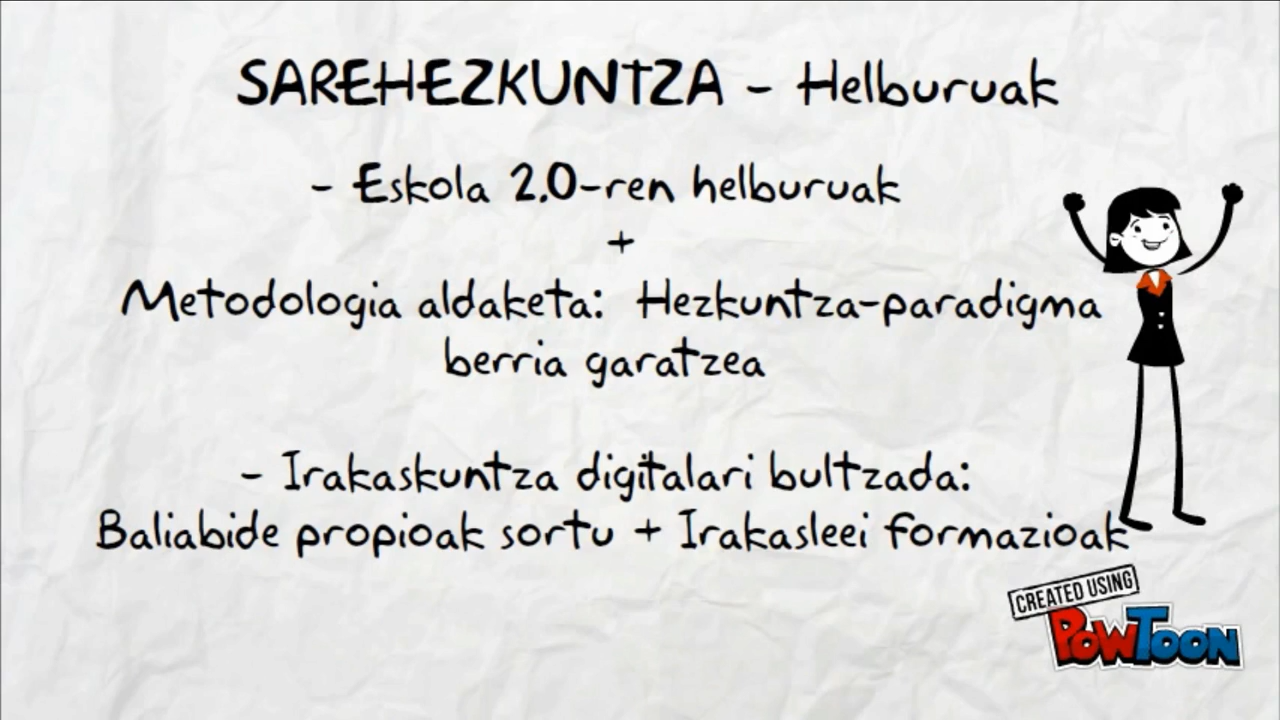 SAREHEZKUNTZA - Helburuak
- Eskola 2.0-ren helburuak
+
Metodologia aldaketa: Hezkuntza-paradigma
berria garatzea
- Irakaskuntza digitalari bultzada:
Baliabide propioak sortu + Irakasleei formazioak
CREATED USING
POWTOON